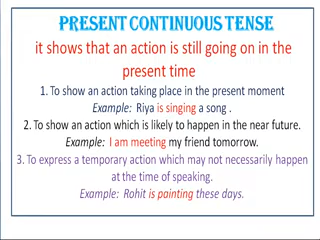 PRESENT CONTINUOUS TENSE
it shows that an action is still going on in the
present time
1. To show an action taking place in the present moment
Example: Riya is singing a song .
2. To show an action which is likely to happen in the near future.
Example: I am meeting my friend tomorrow.
3. To express a temporary action which may not necessarily happen
at the time of speaking.
Example: Rohit is painting these days.